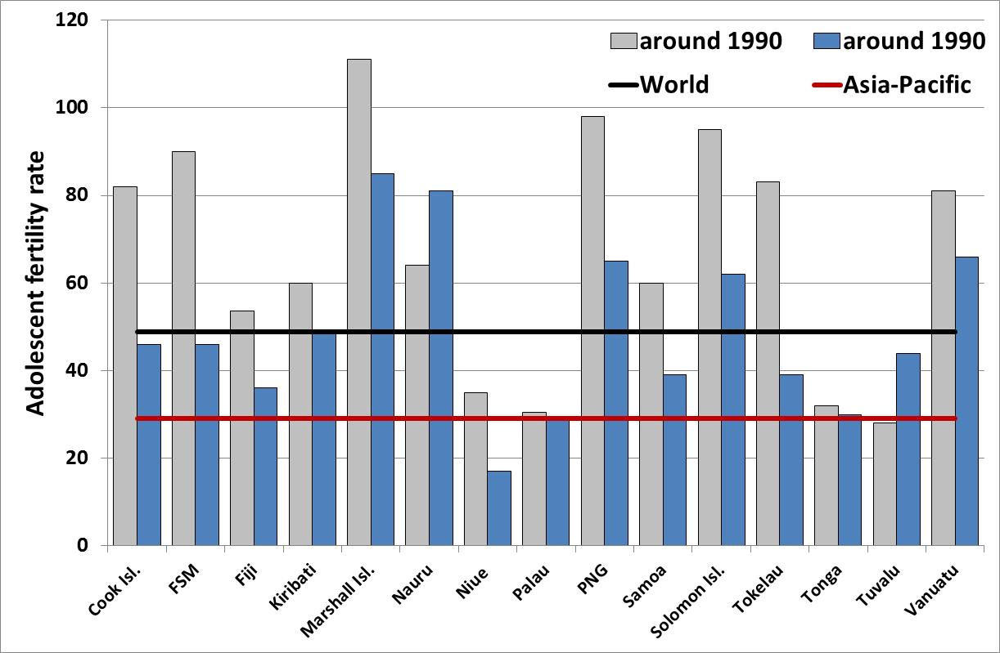 around 1990
around 1990
World
Asia-Pacific
Adolescent fertility rate
120
100
80
60
40
20
0
Cook Isl.
FSM
Fiji
Kiribati
Marshall Isl.
Nauru
Niue
Palau
PNG
Samoa
Solomon Isl.
Tokelau
Tonga
Tuvalu
Vanuatu